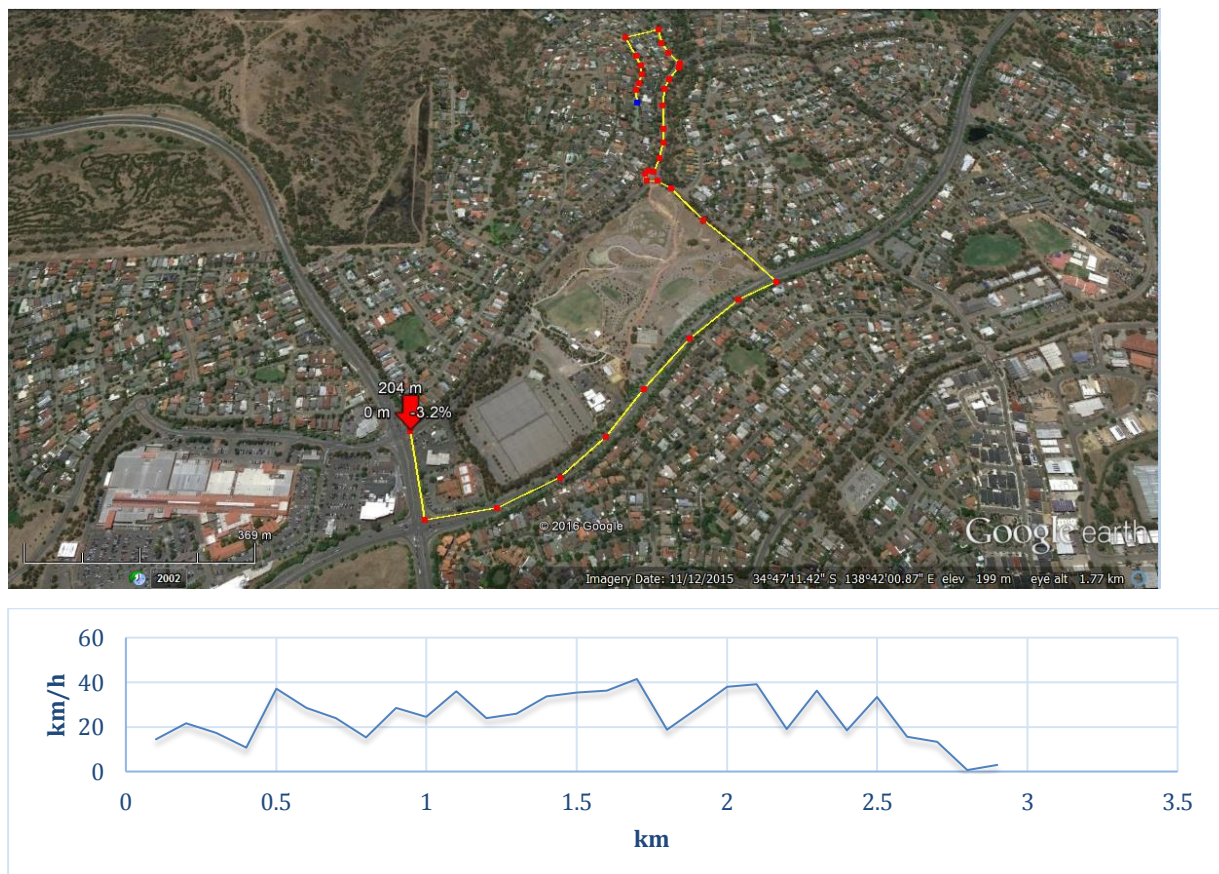 204 m
0 m -3.2%
369 m
© 2016 Google
Google earth
2002
Imagery Date: 11/12/2015 34°47'11.42" S 138°42'00.87" E elev 199 m eye alt 1.77 km
60
40
20
0
km/h
0 0.5 1 1.5 2 2.5 3 3.5
km